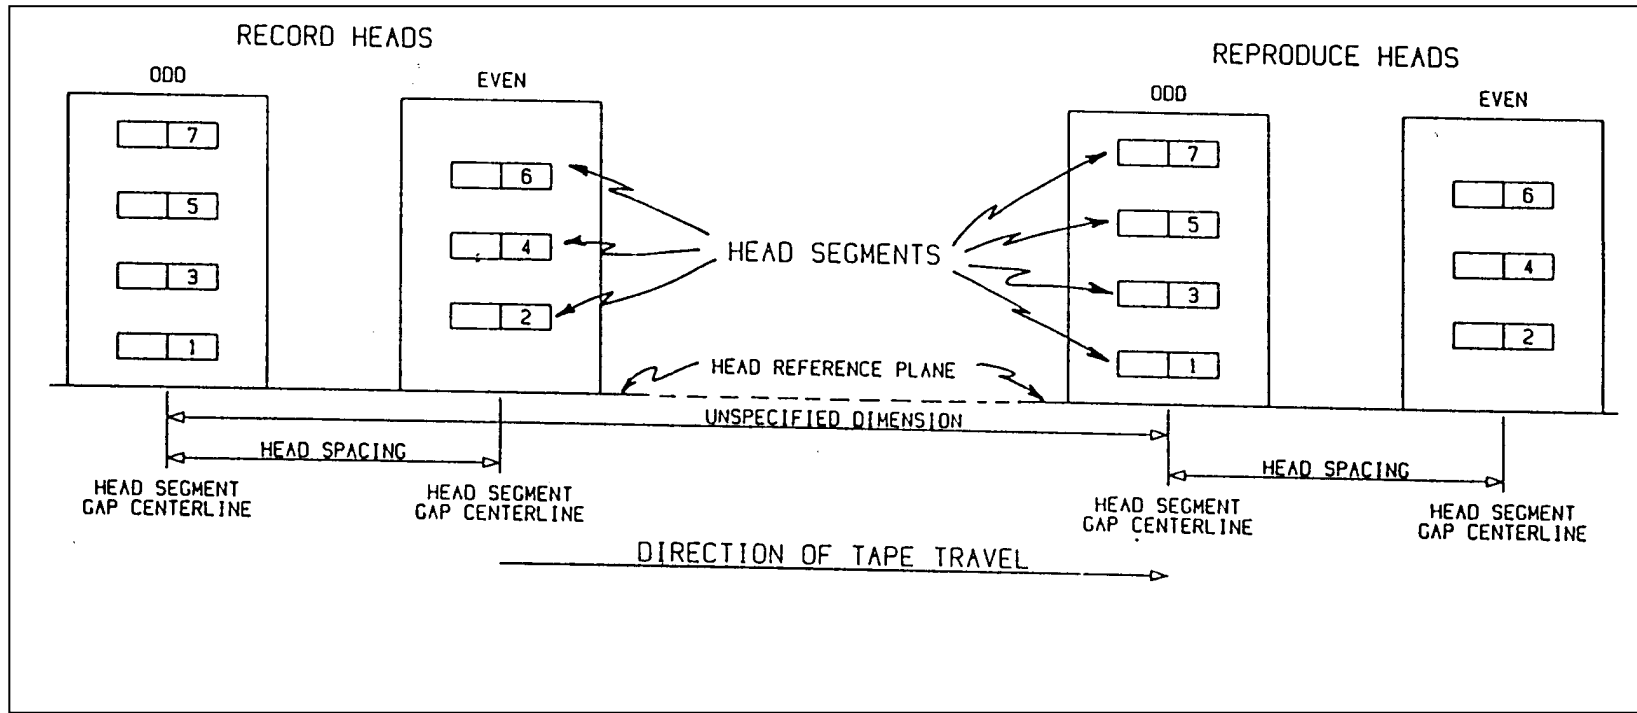 RECORD HEADS
REPRODUCE HEADS
ODD
EVEN
ODD
EVEN
7
5
3
1
6
4
2
7
5
3
1
6
4
2
HEAD SEGMENTS
HEAD REFERENCE PLANE
UNSPECIFIED DIMENSION
HEAD SPACING
HEAD SPACING
HEAD SEGMENT
GAP CENTERLINE
HEAD SEGMENT
GAP CENTERLINE
HEAD SEGMENT
GAP CENTERLINE
HEAD SEGMENT
GAP CENTERLINE
DIRECTION OF TAPE TRAVEL